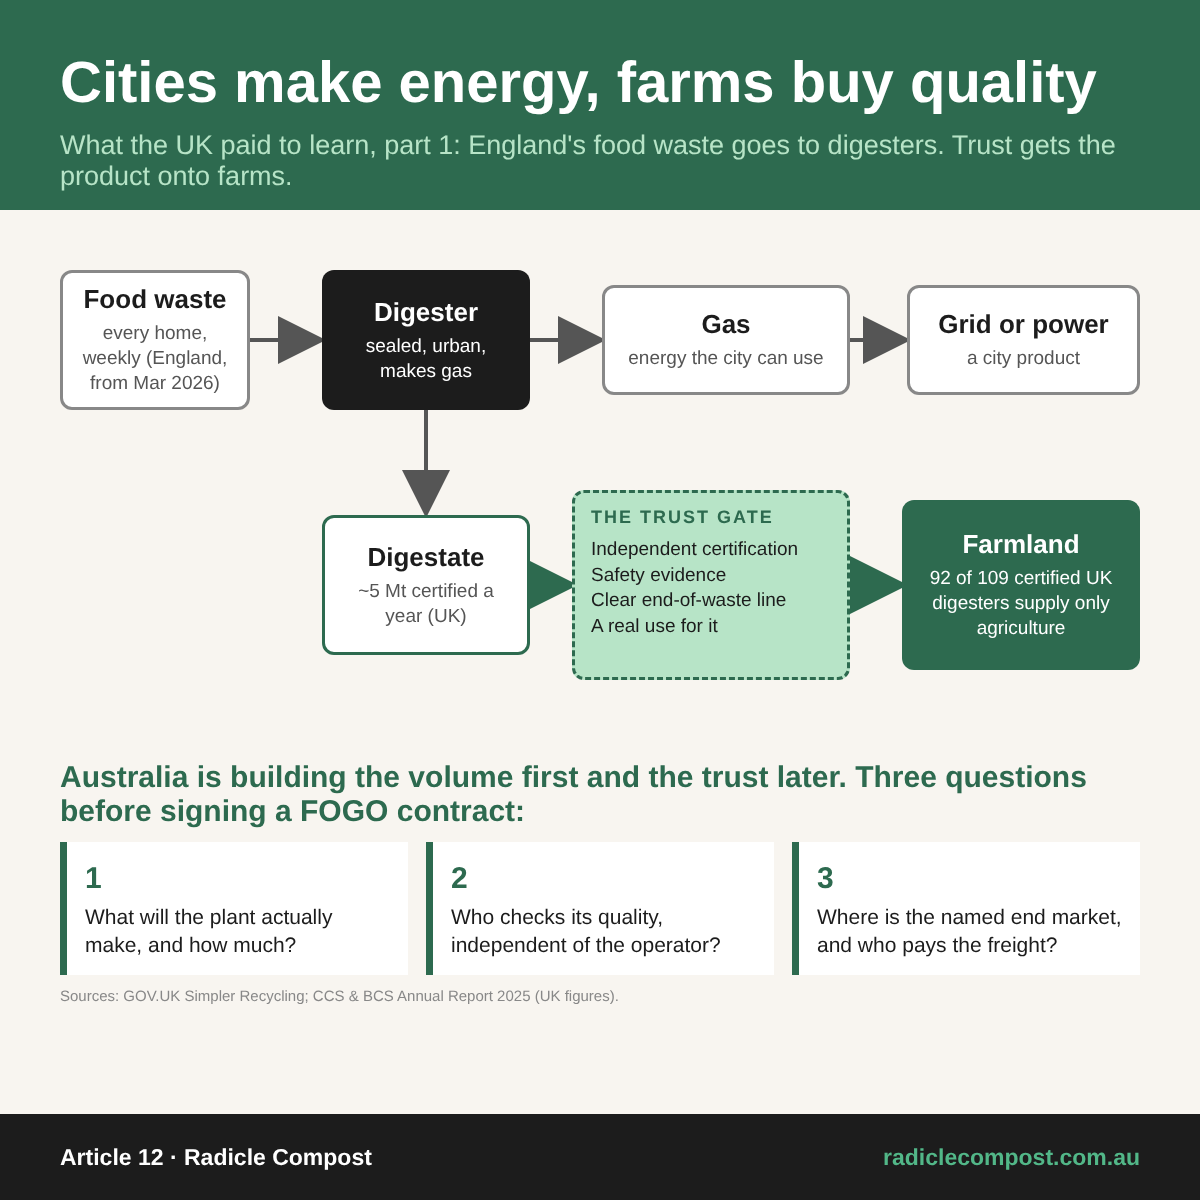 Cities make energy, farms buy quality
What the UK paid to learn, part 1: England's food waste goes to digesters. Trust gets the
product onto farms.
Food waste
every home,
weekly (England,
from Mar 2026)
Digester
sealed, urban,
makes gas
Gas
energy the city can use
Grid or power
a city product
Digestate
~5 Mt certified a
year (UK)
THE TRUST GATE
Independent certification
Safety evidence
Clear end-of-waste line
A real use for it
Farmland
92 of 109 certified UK
digesters supply only
agriculture
Australia is building the volume first and the trust later. Three questions
before signing a FOGO contract:
1
What will the plant actually
make, and how much?
2
Who checks its quality,
independent of the operator?
3
Where is the named end market,
and who pays the freight?
Sources: GOV.UK Simpler Recycling; CCS & BCS Annual Report 2025 (UK figures).
Article 12 · Radicle Compost
radiclecompost.com.au